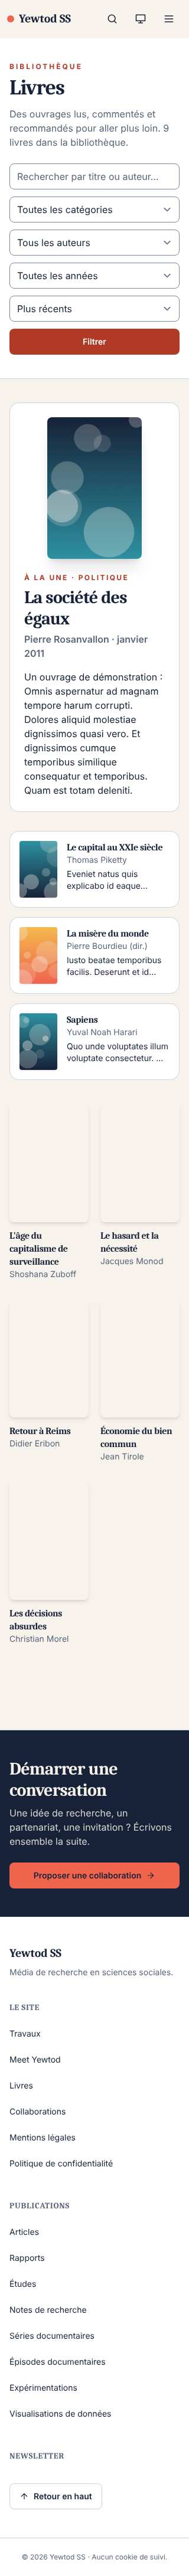 Yewtod SS
BIBLIOTHÈQUE
Livres
Des ouvrages lus, commentés et
recommandés pour aller plus loin. 9
livres dans la bibliothèque.
Rechercher par titre ou auteur...
Toutes les catégories
Tous les auteurs
Toutes les années
Plus récents
Filtrer
À LA UNE · POLITIQUE
La société des
égaux
Pierre Rosanvallon · janvier
2011
Un ouvrage de démonstration :
Omnis aspernatur ad magnam
tempore harum corrupti.
Dolores aliquid molestiae
dignissimos quasi vero. Et
dignissimos cumque
temporibus similique
consequatur et temporibus.
Quam est totam deleniti.
Le capital au XXIe siècle
Thomas Piketty
Eveniet natus quis
explicabo id eaque...
La misère du monde
Pierre Bourdieu (dir.)
Iusto beatae temporibus
facilis. Deserunt et id...
Sapiens
Yuval Noah Harari
Quo unde voluptates illum
voluptate consectetur. ...
L'âge du
capitalisme de
surveillance
Shoshana Zuboff
Le hasard et la
nécessité
Jacques Monod
Retour à Reims
Didier Eribon
Économie du bien
commun
Jean Tirole
Les décisions
absurdes
Christian Morel
Démarrer une
conversation
Une idée de recherche, un
partenariat, une invitation ? Écrivons
ensemble la suite.
Proposer une collaboration →
Yewtod SS
Média de recherche en sciences sociales.
LE SITE
Travaux
Meet Yewtod
Livres
Collaborations
Mentions légales
Politique de confidentialité
PUBLICATIONS
Articles
Rapports
Études
Notes de recherche
Séries documentaires
Épisodes documentaires
Expérimentations
Visualisations de données
NEWSLETTER
↑ Retour en haut
© 2026 Yewtod SS · Aucun cookie de suivi.